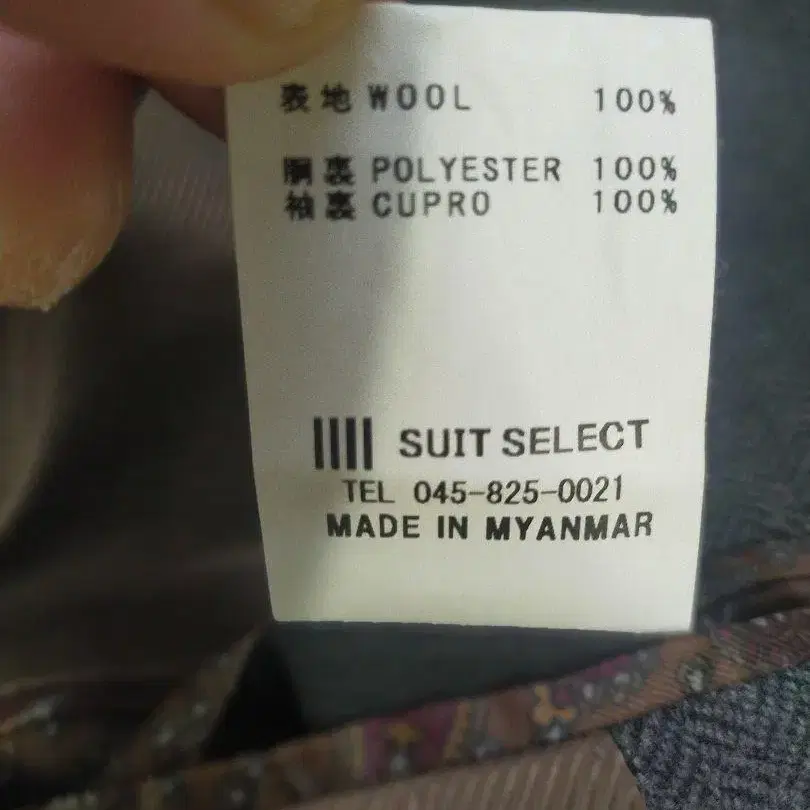 表地 WOOL 100%
胴裏 POLYESTER 100%
袖裏 CUPRO 100%
SUIT SELECT
TEL 045-825-0021
MADE IN MYANMAR